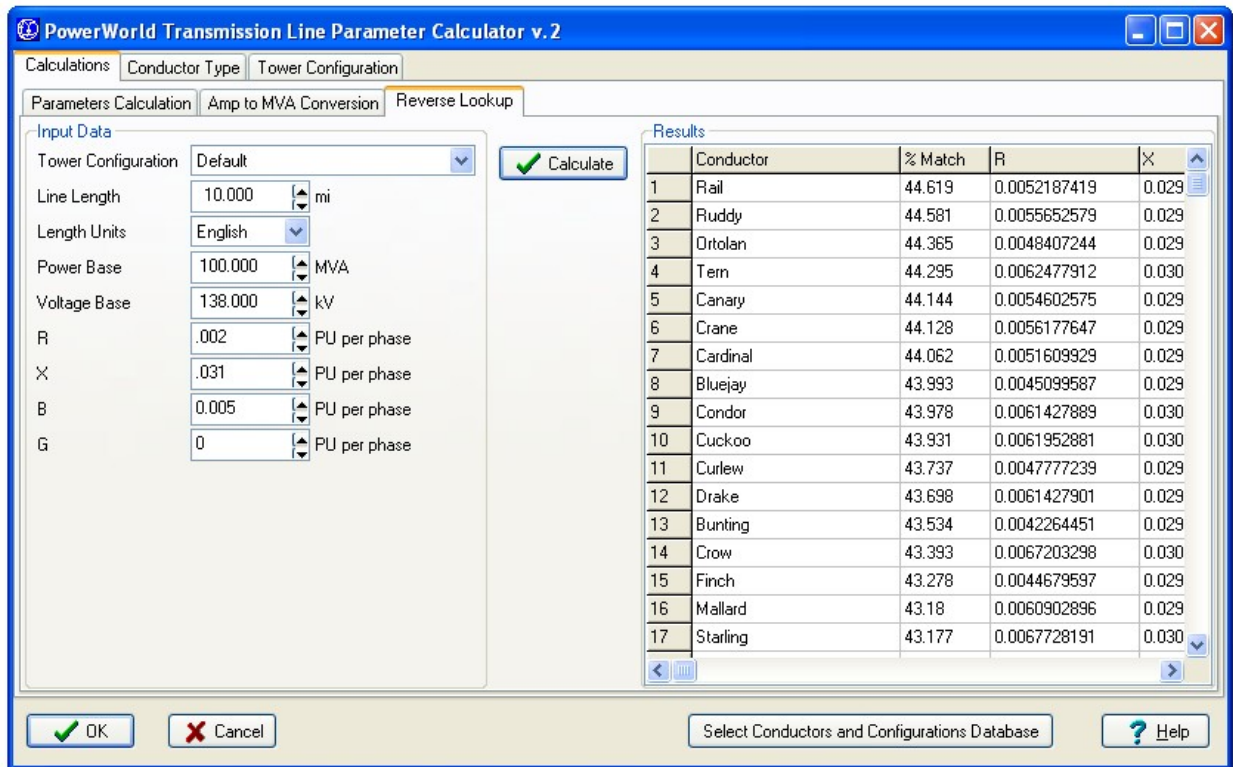 PowerWorld Transmission Line Parameter Calculator v.2
Calculations Conductor Type Tower Configuration
Parameters Calculation Amp to MVA Conversion Reverse Lookup
Input Data
Tower Configuration Default
Line Length 10.000 mi
Length Units English
Power Base 100.000 MVA
Voltage Base 138.000 kV
R .002 PU per phase
X .031 PU per phase
B 0.005 PU per phase
G 0 PU per phase
Calculate
Results
Conductor % Match R X
1 Rail 44.619 0.0052187419 0.029
2 Ruddy 44.581 0.0055652579 0.029
3 Ortolan 44.365 0.0048407244 0.029
4 Tern 44.295 0.0062477912 0.030
5 Canary 44.144 0.0054602575 0.029
6 Crane 44.128 0.0056177647 0.029
7 Cardinal 44.062 0.0051609929 0.029
8 Bluejay 43.993 0.0045099587 0.029
9 Condor 43.978 0.0061427889 0.030
10 Cuckoo 43.931 0.0061952881 0.030
11 Curlew 43.737 0.0047777239 0.029
12 Drake 43.698 0.0061427901 0.029
13 Bunting 43.534 0.0042264451 0.029
14 Crow 43.393 0.0067203298 0.030
15 Finch 43.278 0.0044679597 0.029
16 Mallard 43.18 0.0060902896 0.029
17 Starling 43.177 0.0067728191 0.030
OK Cancel Select Conductors and Configurations Database Help